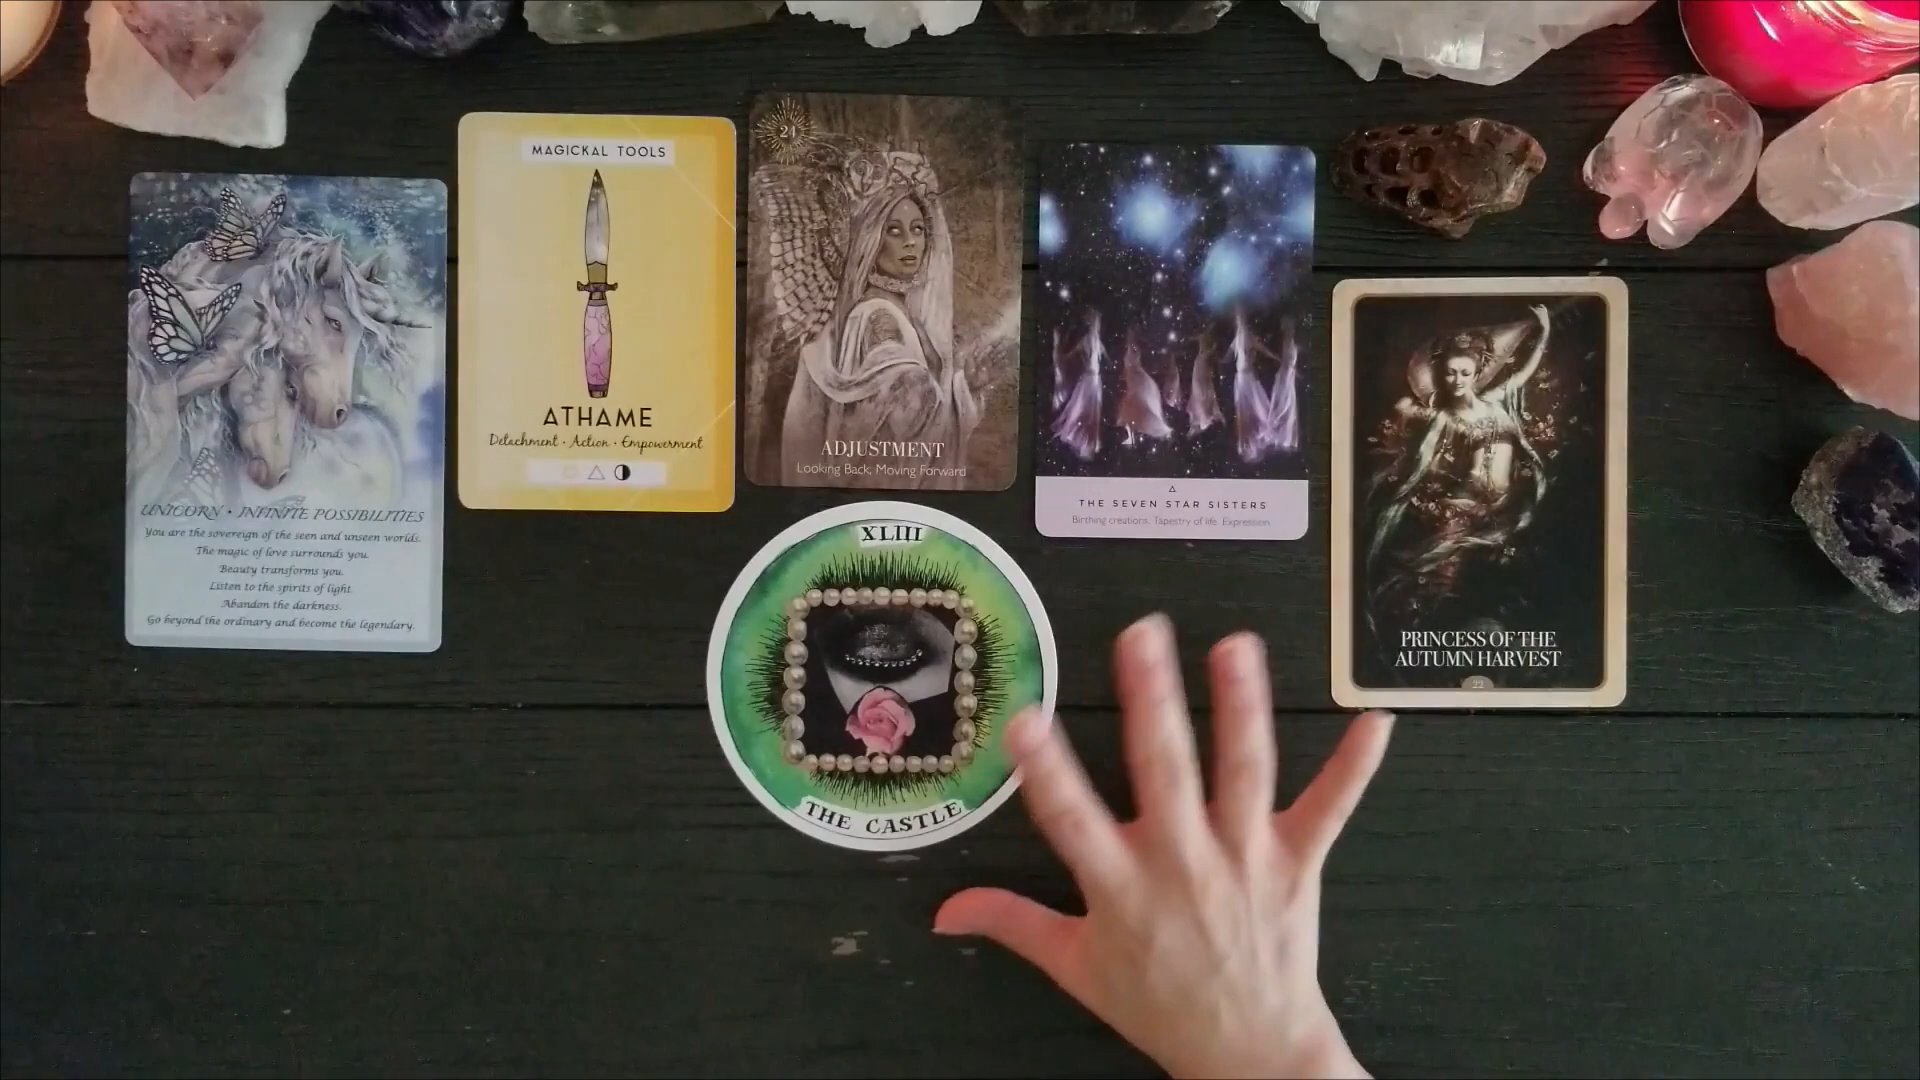 UNICORN • INFINITE POSSIBILITIES
You are the sovereign of the seen and unseen worlds.
The magic of love surrounds you.
Beauty transforms you.
Listen to the spirits of light.
Abandon the darkness.
Go beyond the ordinary and become the legendary.
MAGICKAL TOOLS
ATHAME
Detachment • Action • Empowerment
24
ADJUSTMENT
Looking Back, Moving Forward
THE SEVEN STAR SISTERS
Birthing creations. Tapestry of life. Expression
PRINCESS OF THE
AUTUMN HARVEST
22
XLIII
THE CASTLE